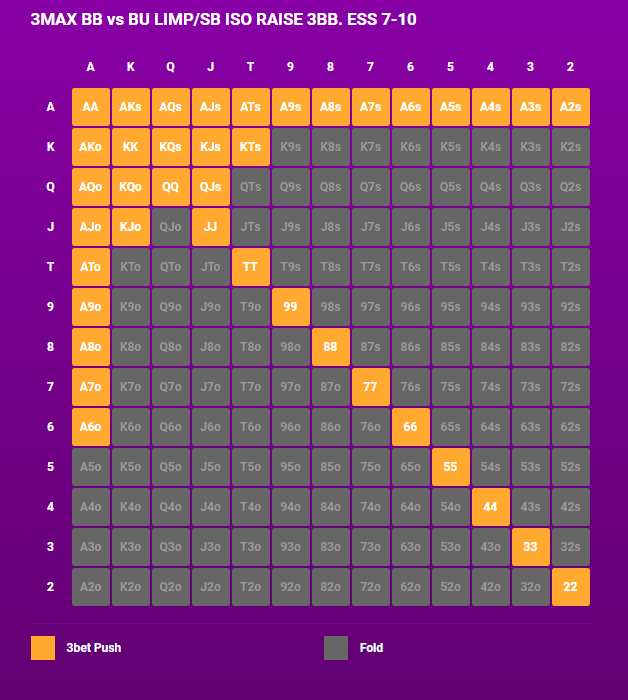 3MAX BB vs BU LIMP/SB ISO RAISE 3BB. ESS 7-10
A K Q J T 9 8 7 6 5 4 3 2
A AA AKs AQs AJs ATs A9s A8s A7s A6s A5s A4s A3s A2s
K AKo KK KQs KJs KTs K9s K8s K7s K6s K5s K4s K3s K2s
Q AQo KQo QQ QJs QTs Q9s Q8s Q7s Q6s Q5s Q4s Q3s Q2s
J AJo KJo QJo JJ JTs J9s J8s J7s J6s J5s J4s J3s J2s
T ATo KTo QTo JTo TT T9s T8s T7s T6s T5s T4s T3s T2s
9 A9o K9o Q9o J9o T9o 99 98s 97s 96s 95s 94s 93s 92s
8 A8o K8o Q8o J8o T8o 98o 88 87s 86s 85s 84s 83s 82s
7 A7o K7o Q7o J7o T7o 97o 87o 77 76s 75s 74s 73s 72s
6 A6o K6o Q6o J6o T6o 96o 86o 76o 66 65s 64s 63s 62s
5 A5o K5o Q5o J5o T5o 95o 85o 75o 65o 55 54s 53s 52s
4 A4o K4o Q4o J4o T4o 94o 84o 74o 64o 54o 44 43s 42s
3 A3o K3o Q3o J3o T3o 93o 83o 73o 63o 53o 43o 33 32s
2 A2o K2o Q2o J2o T2o 92o 82o 72o 62o 52o 42o 32o 22
3bet Push Fold